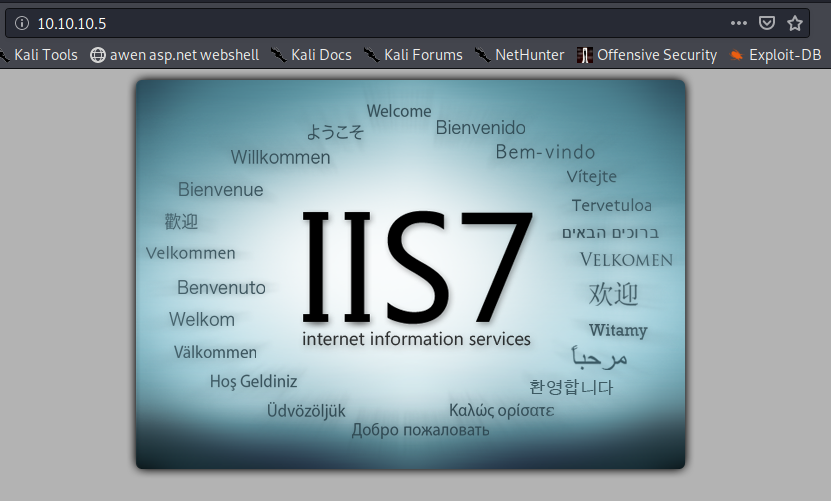 10.10.10.5
Kali Tools awen asp.net webshell Kali Docs Kali Forums NetHunter Offensive Security Exploit-DB
Welcome
ようこそ
Bienvenido
Willkommen
Bem-vindo
Vítejte
Bienvenue
Tervetuloa
歡迎
ברוכים הבאים
Velkommen
VELKOMEN
Benvenuto
欢迎
IIS7
internet information services
Welkom
Witamy
Välkommen
مرحباً
Hoş Geldiniz
환영합니다
Üdvözöljük
Καλώς ορίσατε
Добро пожаловать